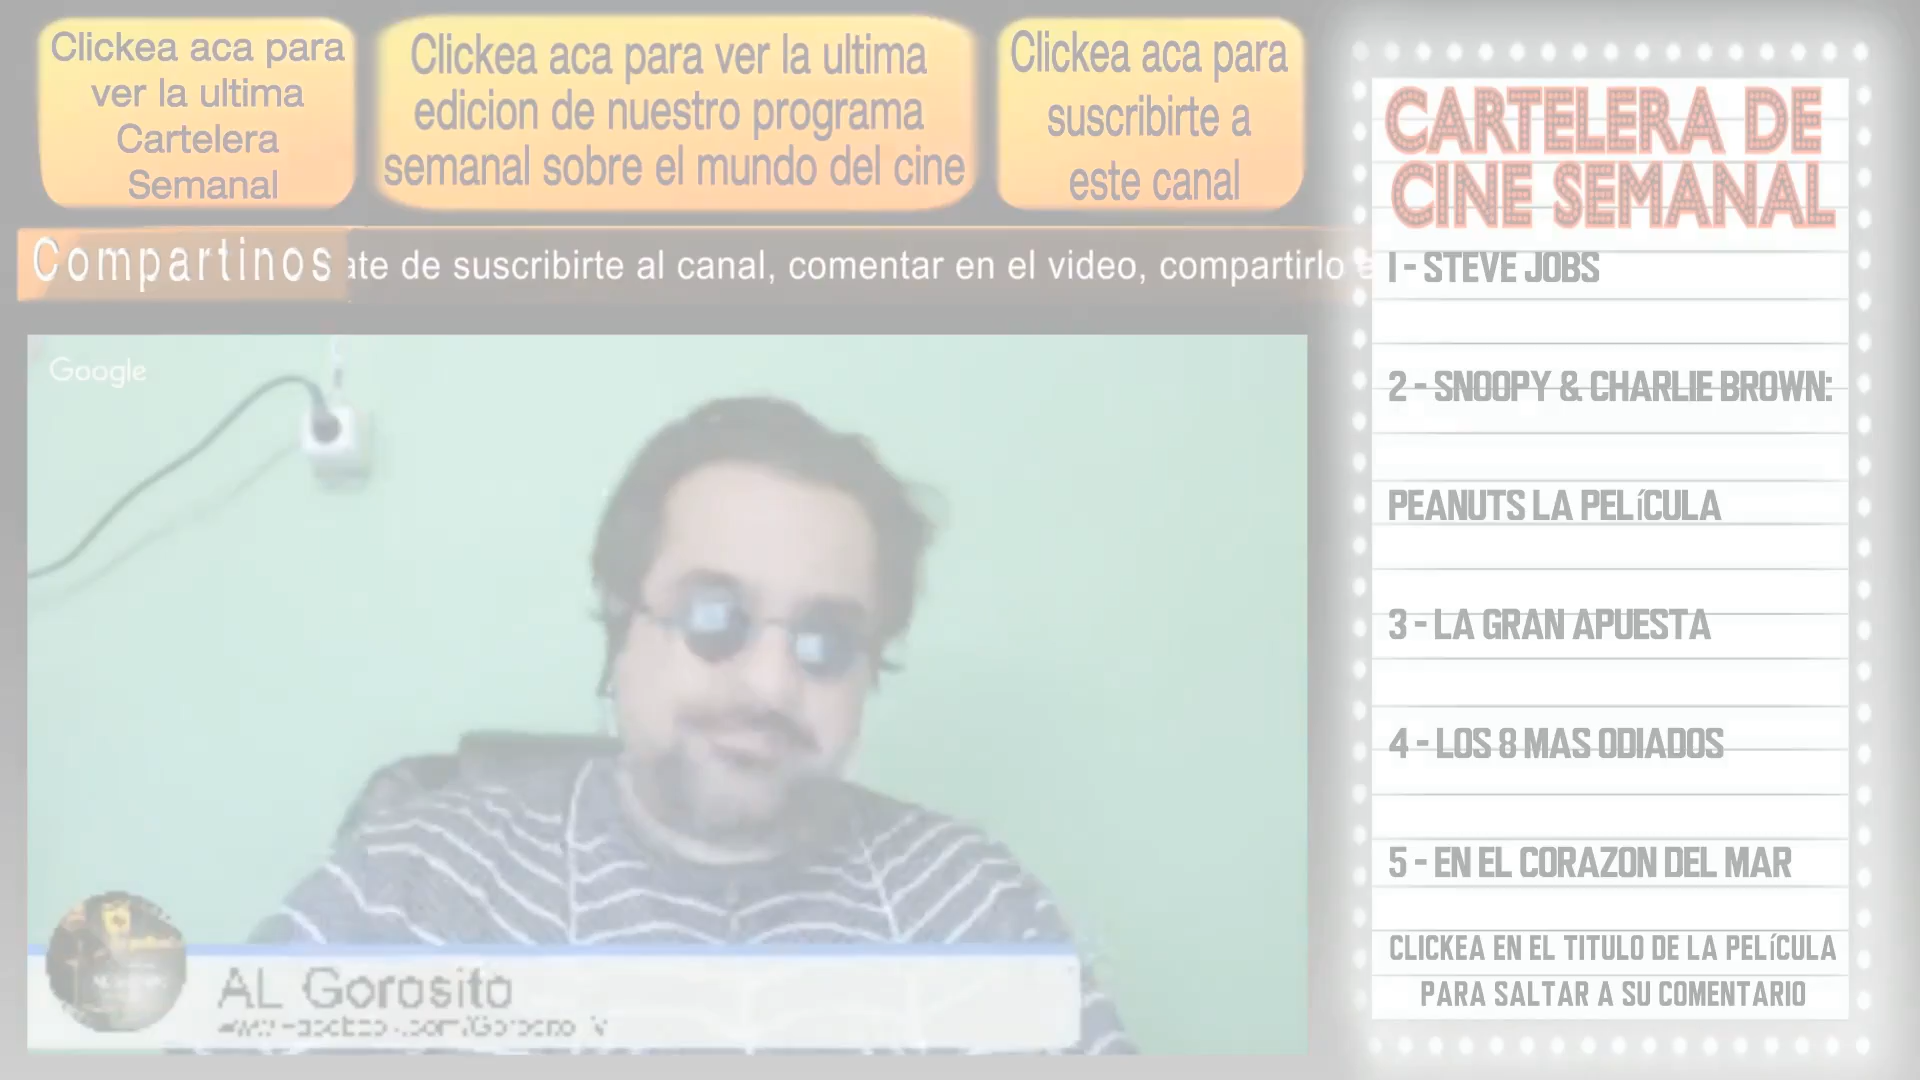 Clickea aca para
ver la ultima
Cartelera
Semanal
Clickea aca para ver la ultima
edicion de nuestro programa
semanal sobre el mundo del cine
Clickea aca para
suscribirte a
este canal
Compartinos
ate de suscribirte al canal, comentar en el video, compartirlo e
Google
AL Gorosito
CARTELERA DE
CINE SEMANAL
1 - STEVE JOBS
2 - SNOOPY & CHARLIE BROWN:
PEANUTS LA PELíCULA
3 - LA GRAN APUESTA
4 - LOS 8 MAS ODIADOS
5 - EN EL CORAZON DEL MAR
CLICKEA EN EL TITULO DE LA PELíCULA
PARA SALTAR A SU COMENTARIO